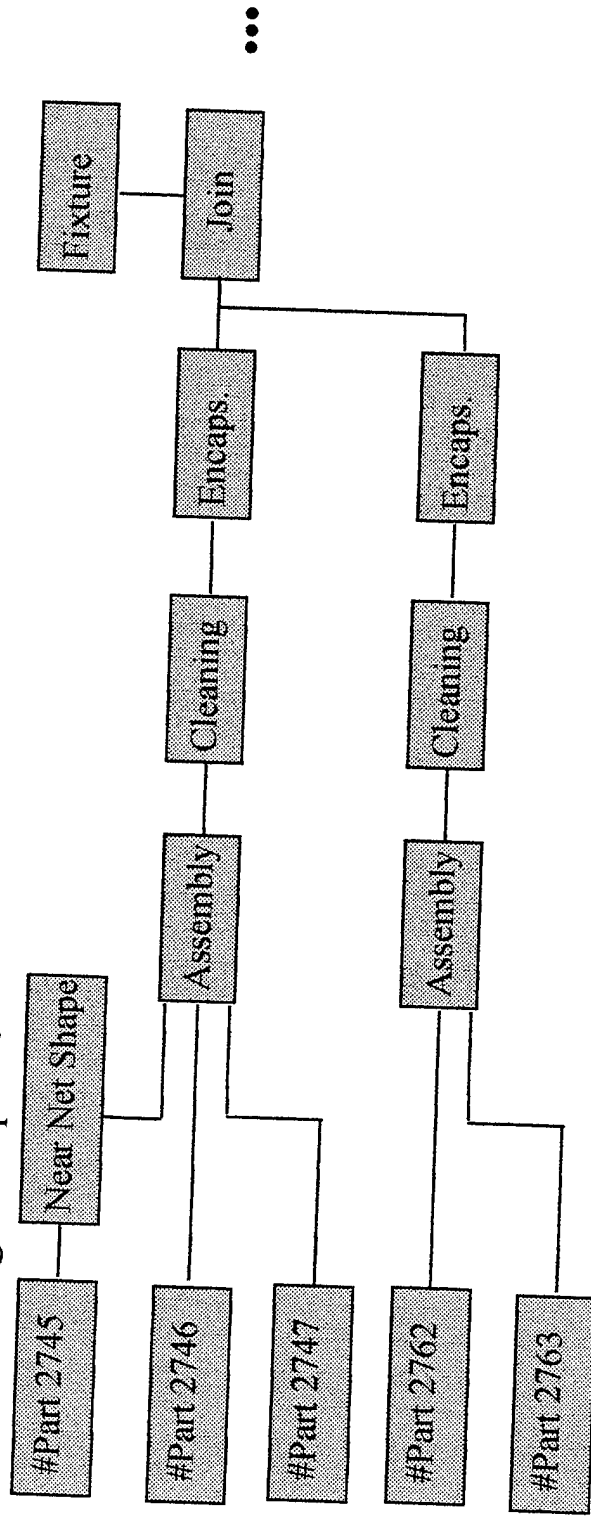 #Part 2745
Near Net Shape
#Part 2746
Assembly
Cleaning
Encaps.
Join
Fixture
•••
#Part 2747
#Part 2762
Assembly
Cleaning
Encaps.
#Part 2763